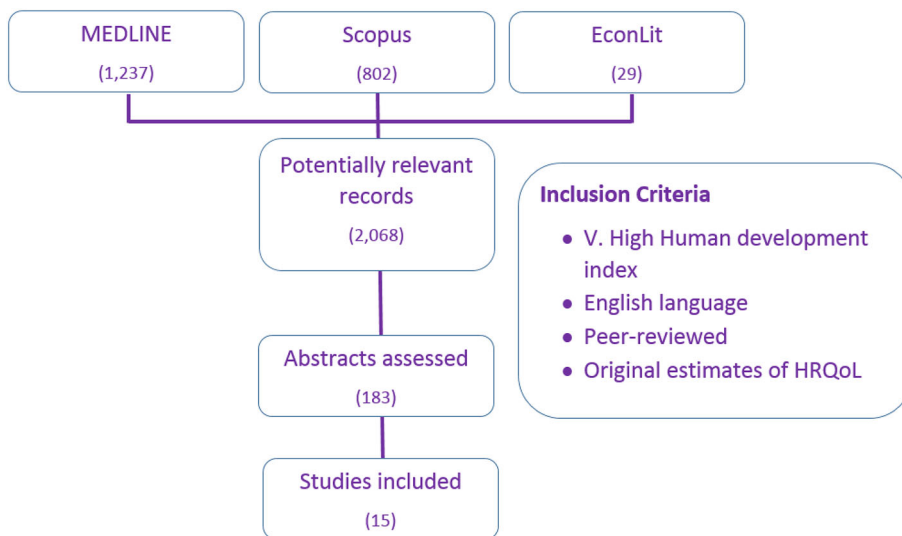 MEDLINE
(1,237)
Scopus
(802)
EconLit
(29)
Potentially relevant
records
(2,068)
Abstracts assessed
(183)
Studies included
(15)
Inclusion Criteria
• V. High Human development
index
• English language
• Peer-reviewed
• Original estimates of HRQoL